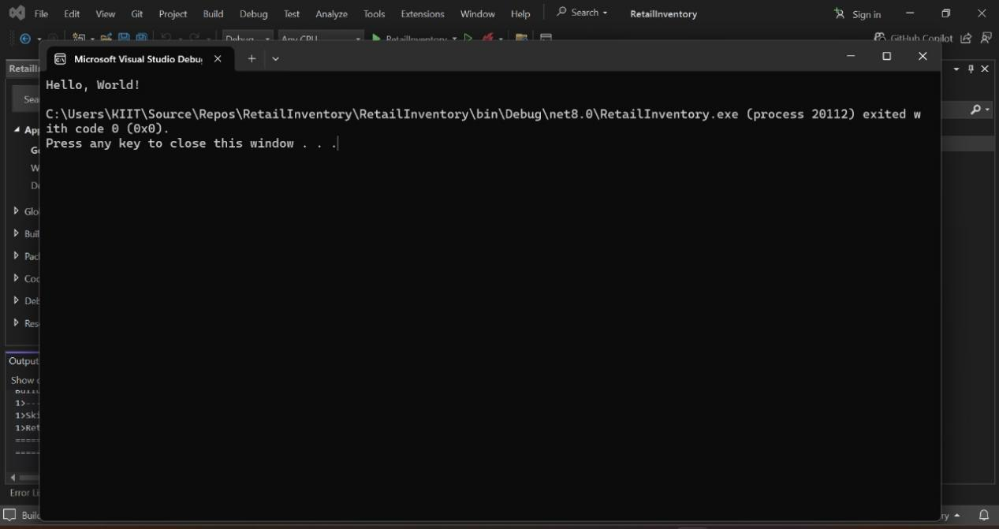 File Edit View Git Project Build Debug Test Analyze Tools Extensions Window Help Search RetailInventory Sign in
Debug Any CPU RetailInventory GitHub Copilot
Microsoft Visual Studio Debu
Hello, World!
C:\Users\KIIT\Source\Repos\RetailInventory\RetailInventory\bin\Debug\net8.0\RetailInventory.exe (process 20112) exited w
ith code 0 (0x0).
Press any key to close this window . . .
RetailI
Sea
App
Ge
W
De
Glo
Buil
Pac
Cod
Deb
Res
Output
Show o
1>---
1>Ski
1>Ret
=====
=====
Error Li
Build
ry